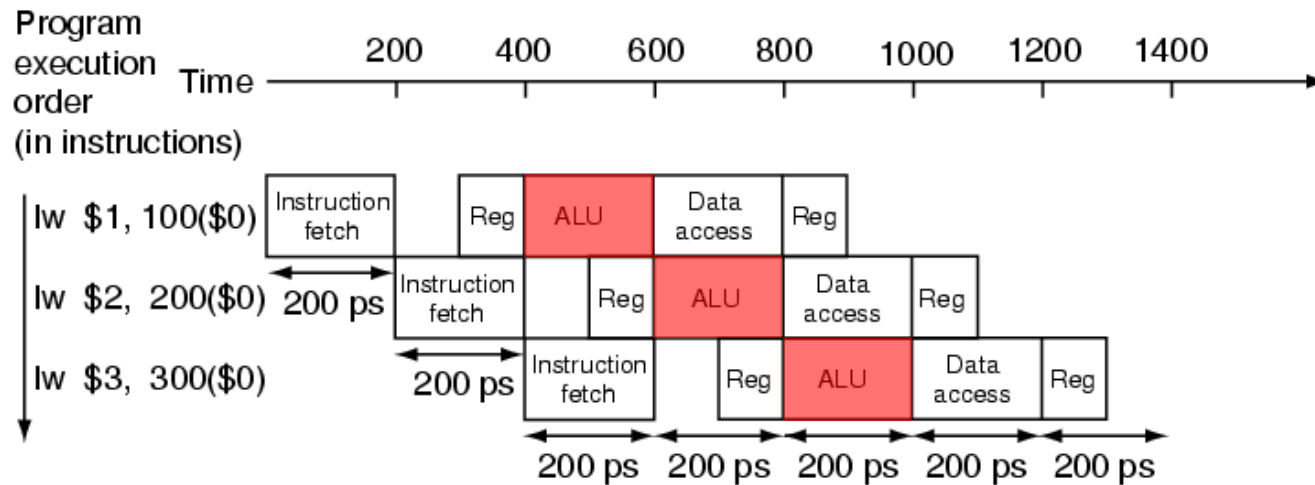 Program
execution
order
(in instructions)
Time
200 400 600 800 1000 1200 1400
lw $1, 100($0)
Instruction
fetch
Reg
ALU
Data
access
Reg
200 ps
lw $2, 200($0)
Instruction
fetch
Reg
ALU
Data
access
Reg
200 ps
lw $3, 300($0)
Instruction
fetch
Reg
ALU
Data
access
Reg
200 ps 200 ps 200 ps 200 ps 200 ps